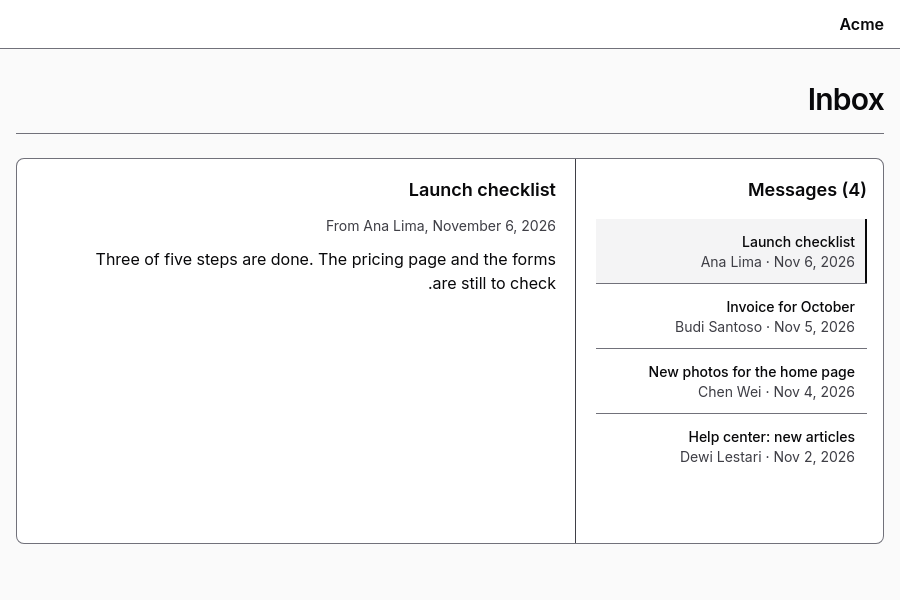 Acme
Inbox
Messages (4)
Launch checklist
Ana Lima · Nov 6, 2026
Invoice for October
Budi Santoso · Nov 5, 2026
New photos for the home page
Chen Wei · Nov 4, 2026
Help center: new articles
Dewi Lestari · Nov 2, 2026
Launch checklist
From Ana Lima, November 6, 2026
Three of five steps are done. The pricing page and the forms
.are still to check